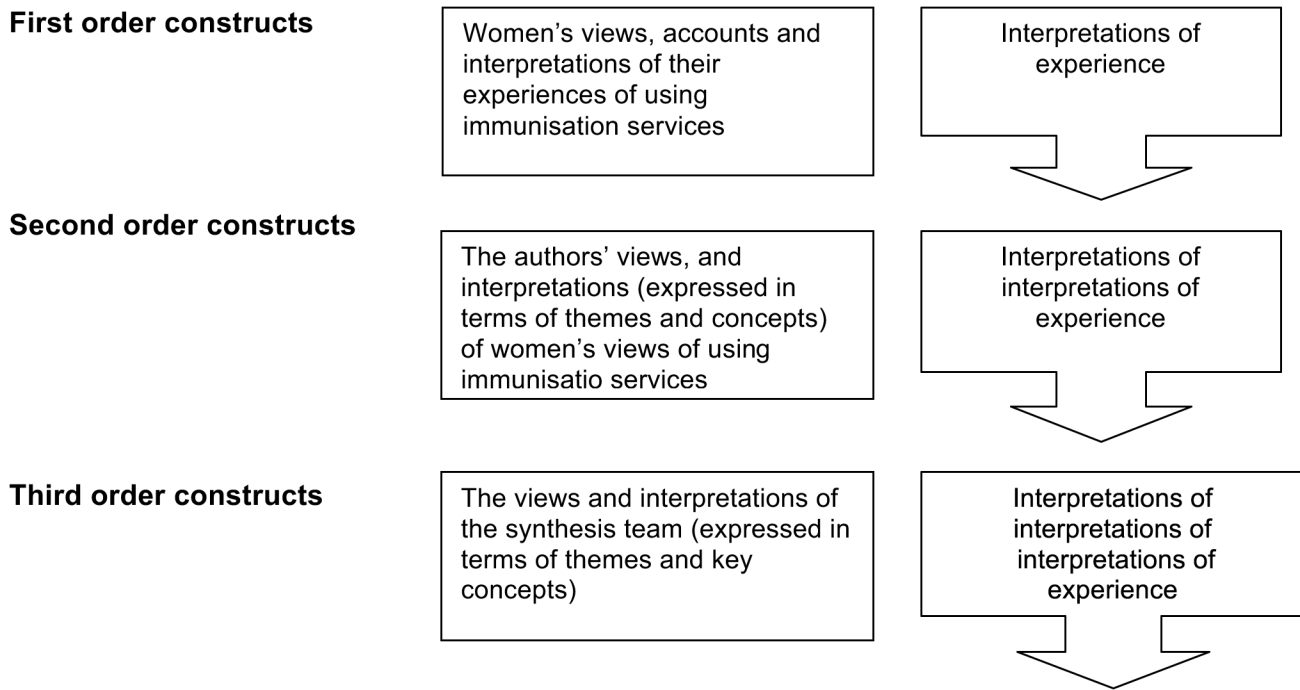 First order constructs
Women’s views, accounts and
interpretations of their
experiences of using
immunisation services
Interpretations of
experience
Second order constructs
The authors’ views, and
interpretations (expressed in
terms of themes and concepts)
of women’s views of using
immunisatio services
Interpretations of
interpretations of
experience
Third order constructs
The views and interpretations of
the synthesis team (expressed in
terms of themes and key
concepts)
Interpretations of
interpretations of
interpretations of
experience